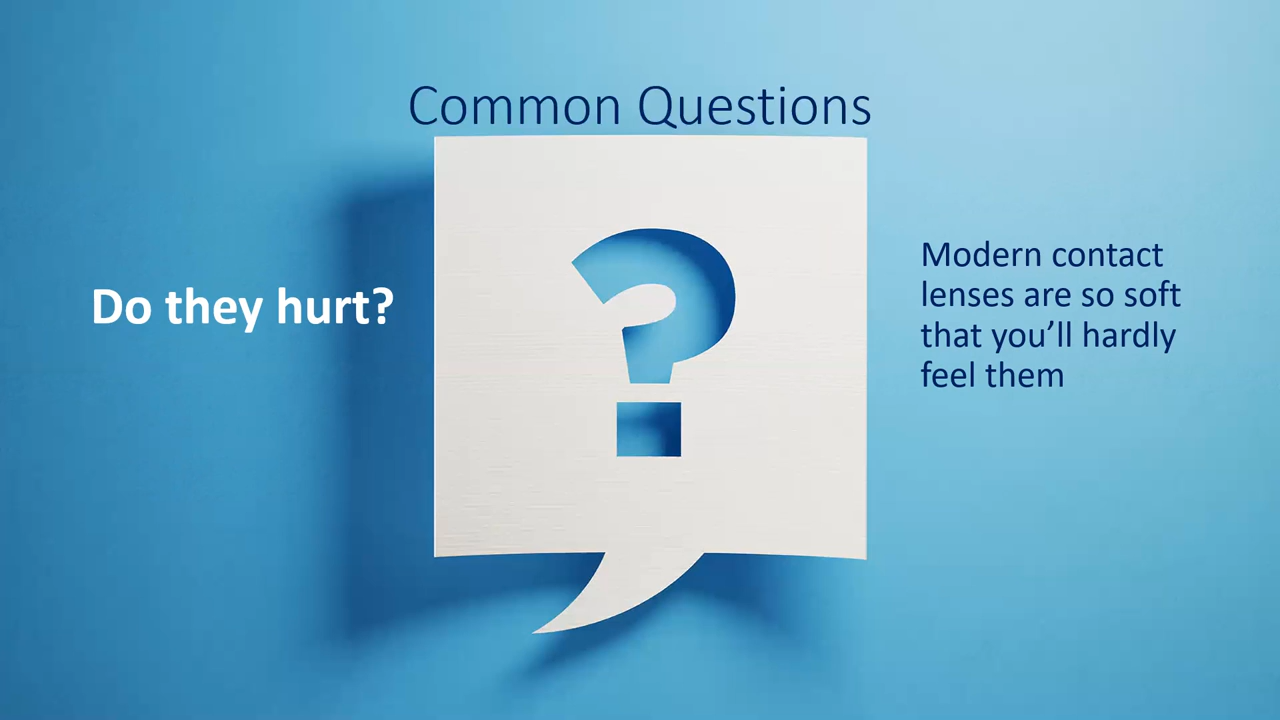 Common Questions
Do they hurt?
Modern contact
lenses are so soft
that you’ll hardly
feel them